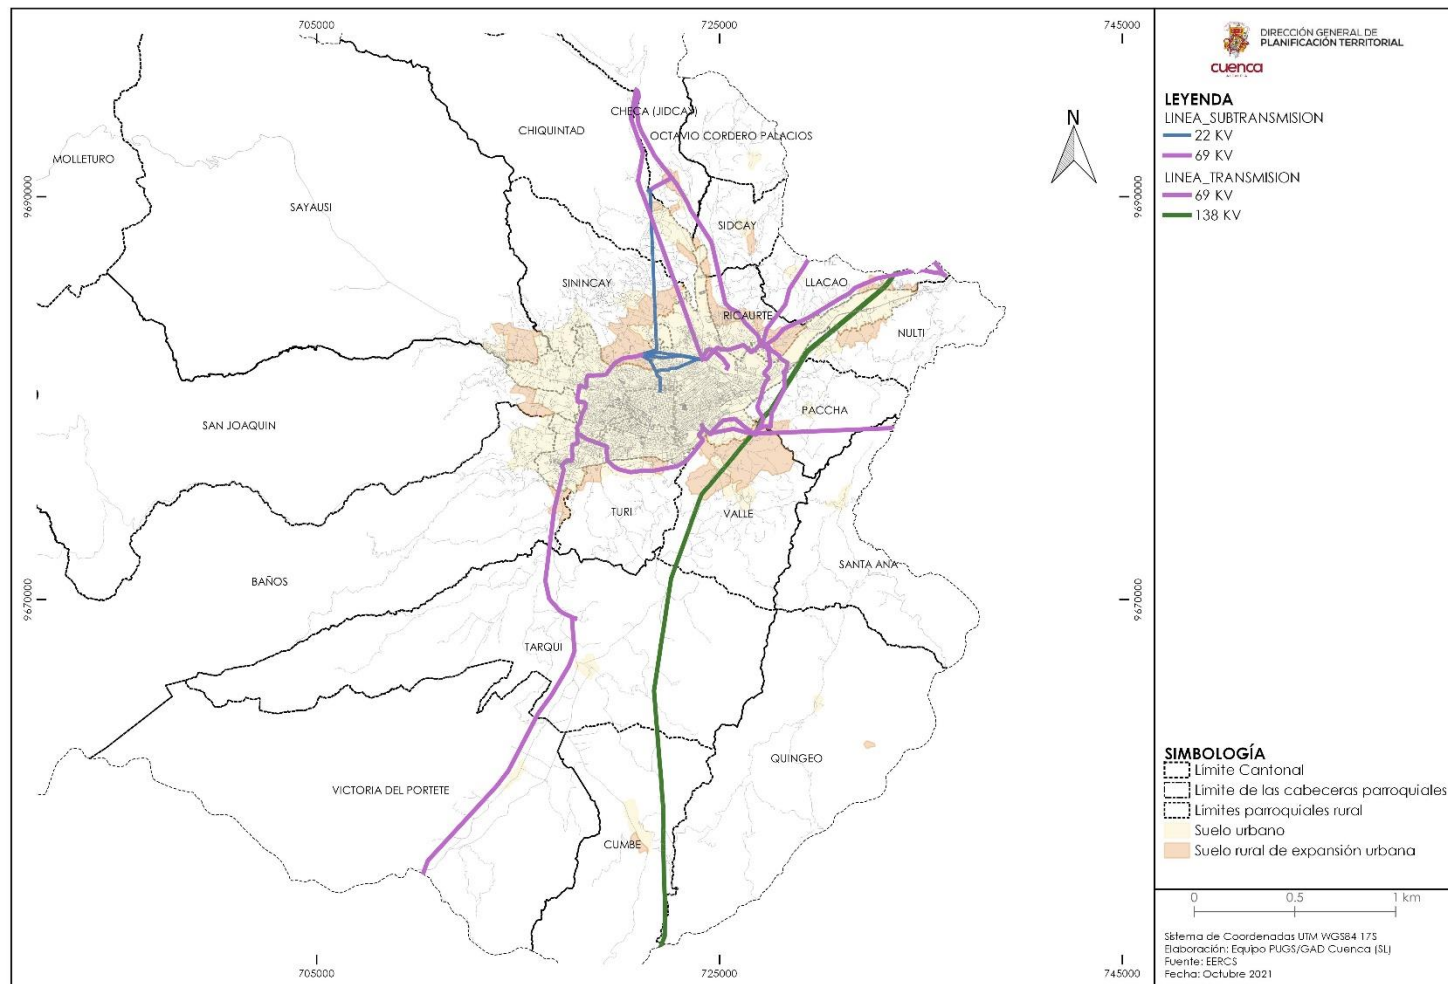 705000
725000
745000
DIRECCIÓN GENERAL DE
PLANIFICACIÓN TERRITORIAL
cuenca
LEYENDA
LINEA_SUBTRANSMISION
22 KV
69 KV
LINEA_TRANSMISION
69 KV
138 KV
N
CHECA (JIDCAY)
CHIQUINTAD
OCTAVIO CORDERO PALACIOS
MOLLETURO
9690000
9690000
SAYAUSI
SIDCAY
SININCAY
LLACAO
RICAURTE
NULTI
PACCHA
SAN JOAQUIN
TURI
VALLE
SANTA ANA
BAÑOS
9670000
9670000
TARQUI
QUINGEO
VICTORIA DEL PORTETE
CUMBE
SIMBOLOGÍA
Limite Cantonal
Limite de las cabeceras parroquiales
Limites parroquiales rural
Suelo urbano
Suelo rural de expansión urbana
0 0.5 1 km
Sistema de Coordenadas UTM WGS84 17S
Elaboración: Equipo PUGS/GAD Cuenca (SL)
Fuente: EERCS
Fecha: Octubre 2021
705000
725000
745000